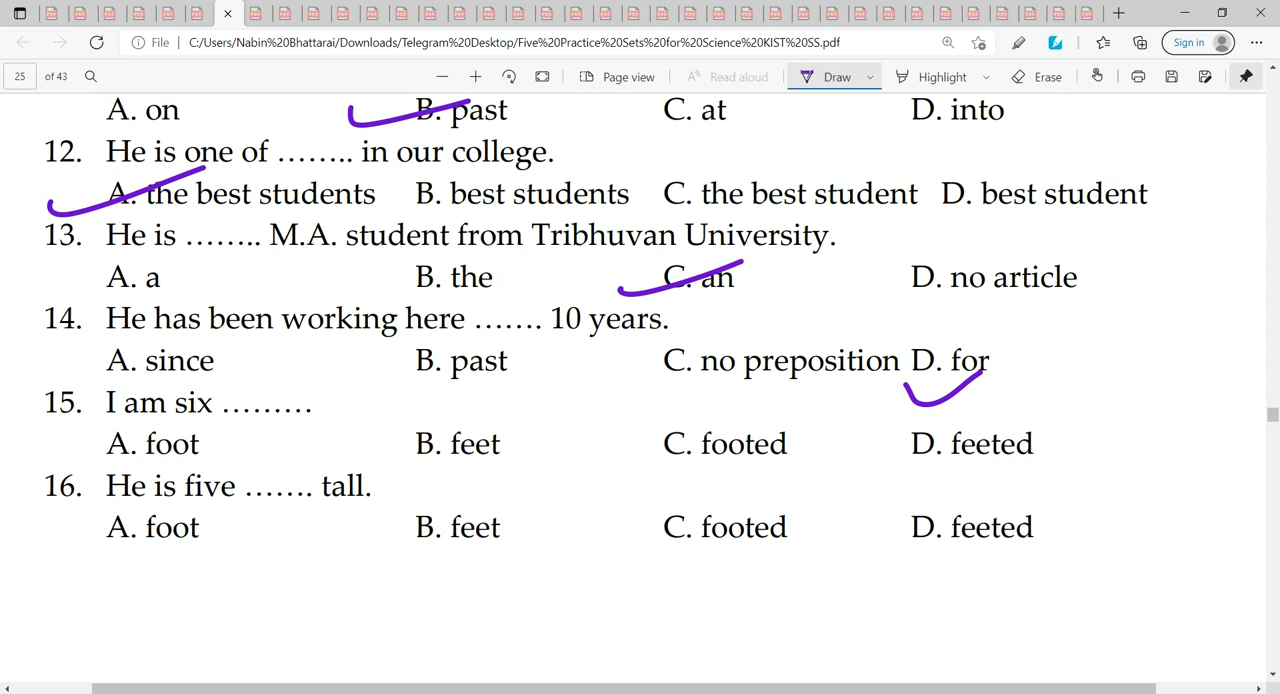 Sign in
File C:/Users/Nabin%20Bhattarai/Downloads/Telegram%20Desktop/Five%20Practice%20Sets%20for%20Science%20KIST%20SS.pdf
25 of 43 Page view Read aloud Draw Highlight Erase
A. on B. past C. at D. into
12. He is one of …….. in our college.
A. the best students B. best students C. the best student D. best student
13. He is …….. M.A. student from Tribhuvan University.
A. a B. the C. an D. no article
14. He has been working here ……. 10 years.
A. since B. past C. no preposition D. for
15. I am six ………
A. foot B. feet C. footed D. feeted
16. He is five ……. tall.
A. foot B. feet C. footed D. feeted